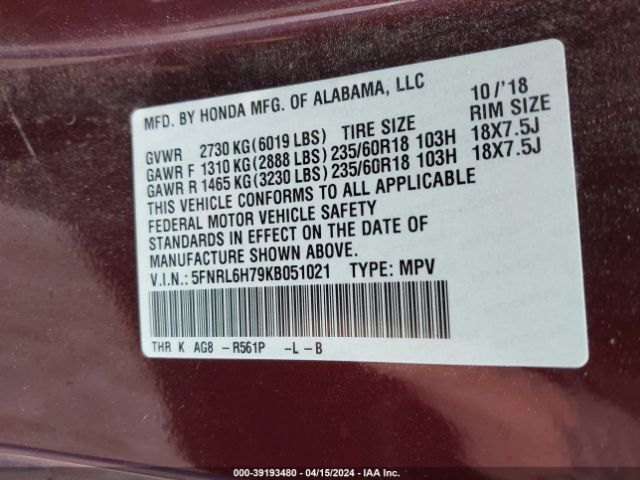 MFD. BY HONDA MFG. OF ALABAMA, LLC 10/'18
GVWR 2730 KG(6019 LBS) TIRE SIZE RIM SIZE
GAWR F 1310 KG(2888 LBS)235/60R18 103H 18X7.5J
GAWR R 1465 KG(3230 LBS)235/60R18 103H 18X7.5J
THIS VEHICLE CONFORMS TO ALL APPLICABLE
FEDERAL MOTOR VEHICLE SAFETY
STANDARDS IN EFFECT ON THE DATE OF
MANUFACTURE SHOWN ABOVE.
V.I.N.: 5FNRL6H79KB051021 TYPE: MPV
THR K AG8 -R561P -L-B
000-39193480 - 04/15/2024 - IAA Inc.